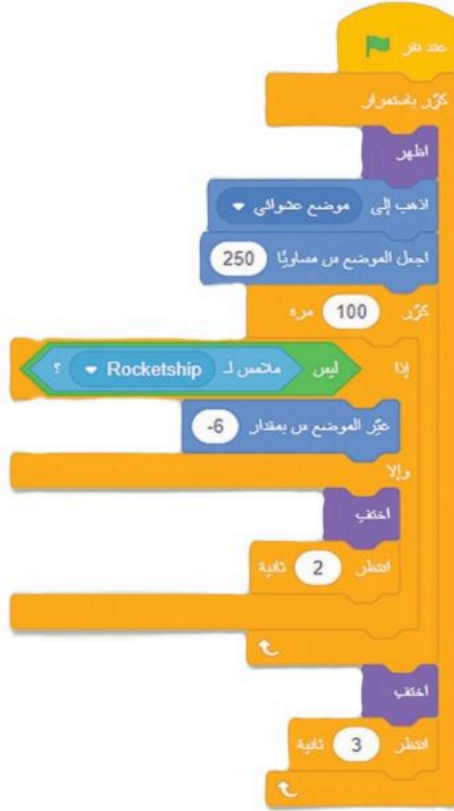 عند نقر
كرّر باستمرار
اظهر
اذهب إلى موضع عشوائي
اجعل الموضع س مساويًا 250
كرّر 100 مره
إذا ليس ملامس لـ Rocketship ؟
غيّر الموضع س بمقدار -6
وإلا
اختفِ
انتظر 2 ثانية
اختفِ
انتظر 3 ثانية